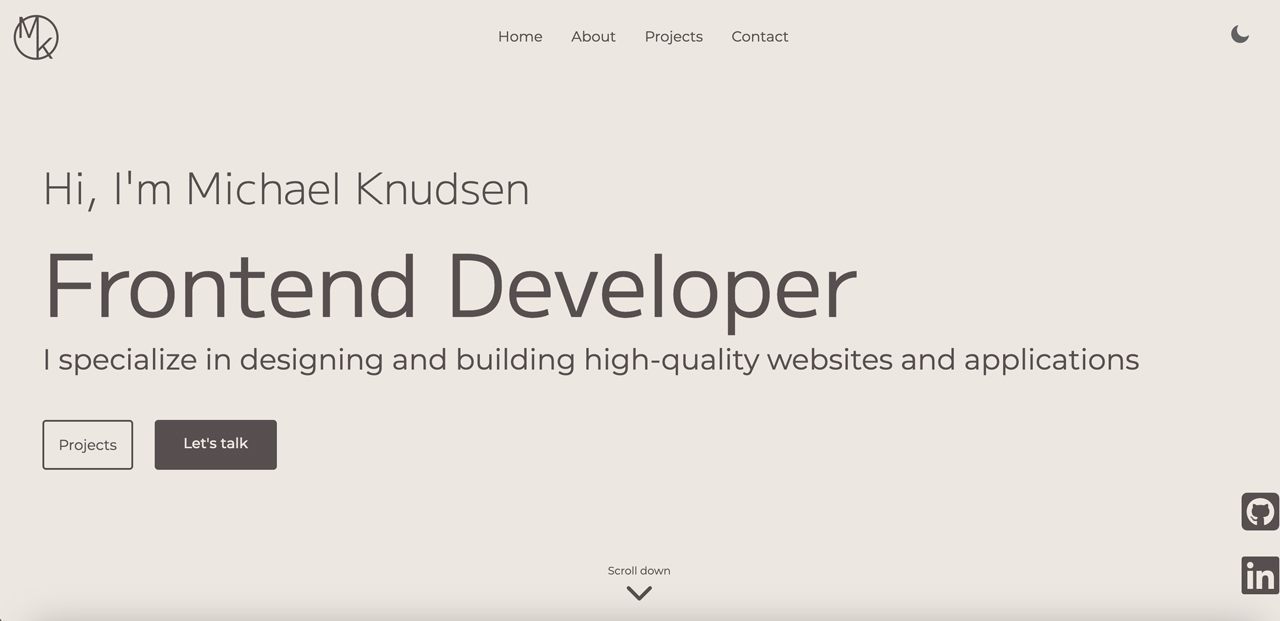 MK
Home About Projects Contact
Hi, I'm Michael Knudsen
Frontend Developer
I specialize in designing and building high-quality websites and applications
Projects Let's talk
Scroll down
in